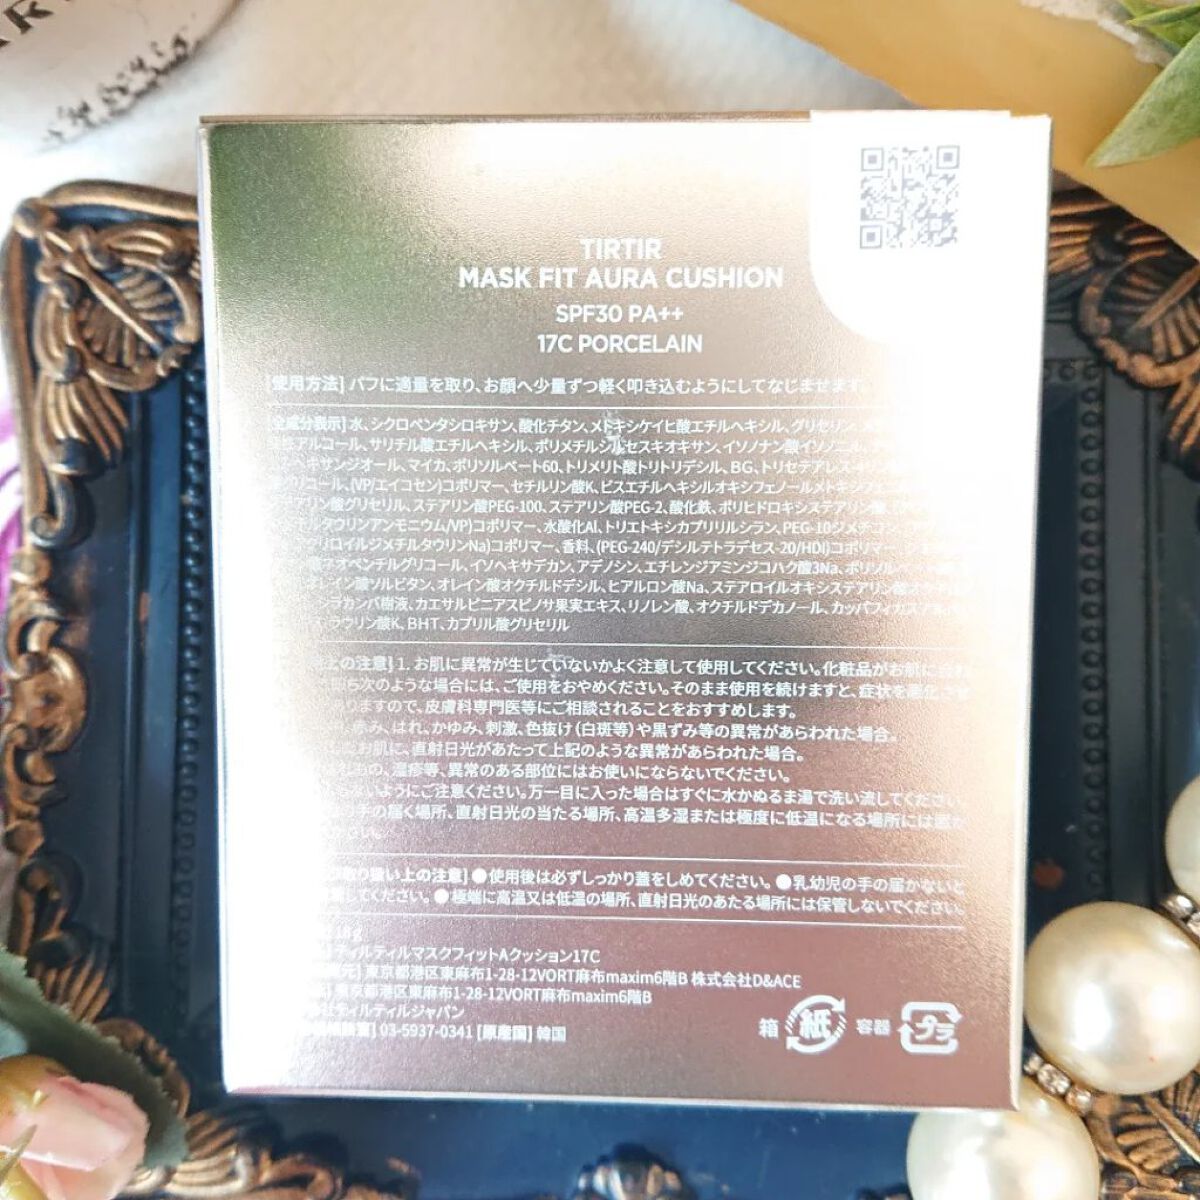 TIRTIR
MASK FIT AURA CUSHION
SPF30 PA++
17C PORCELAIN
[使用方法] パフに適量を取り、お顔へ少量ずつ軽く叩き込むようにしてなじませます。
[全成分表示] 水、シクロペンタシロキサン、酸化チタン、メトキシケイヒ酸エチルヘキシル、グリセリン、
アルコール、サリチル酸エチルヘキシル、ポリメチルシルセスキオキサン、イソノナン酸イソノニル、
ヘキサンジオール、マイカ、ポリソルベート60、トリメリト酸トリトリデシル、BG、トリセテアレス-4リン酸
リコール、(VP/エイコセン)コポリマー、セチルリン酸K、ビスエチルヘキシルオキシフェノールメトキシフェニル
アリン酸グリセリル、ステアリン酸PEG-100、ステアリン酸PEG-2、酸化鉄、ポリヒドロキシステアリン酸、
チルタウリンアンモニウム/VP)コポリマー、水酸化Al、トリエトキシカプリリルシラン、PEG-10ジメチコン、
アクリロイルジメチルタウリンNa)コポリマー、香料、(PEG-240/デシルテトラデセス-20/HDI)コポリマー、
ネオペンチルグリコール、イソヘキサデカン、アデノシン、エチレンジアミンジコハク酸3Na、ポリソルベート
レイン酸ソルビタン、オレイン酸オクチルドデシル、ヒアルロン酸Na、ステアロイルオキシステアリン酸オクチル
シラカンバ樹液、カエサルピニアスピノサ果実エキス、リノレン酸、オクチルドデカノール、カッパフィカスアル
ラウリン酸K、BHT、カプリル酸グリセリル
上の注意] 1. お肌に異常が生じていないかよく注意して使用してください。化粧品がお肌に合わ
即ち次のような場合には、ご使用をおやめください。そのまま使用を続けますと、症状を悪化させ
ありますので、皮膚科専門医等にご相談されることをおすすめします。
赤み、はれ、かゆみ、刺激、色抜け(白斑等)や黒ずみ等の異常があらわれた場合。
お肌に、直射日光があたって上記のような異常があらわれた場合。
もの、湿疹等、異常のある部位にはお使いにならないでください。
らないようにご注意ください。万一目に入った場合はすぐに水かぬるま湯で洗い流してください。
の手の届く場所、直射日光の当たる場所、高温多湿または極度に低温になる場所には置か
さい。
取り扱い上の注意] ●使用後は必ずしっかり蓋をしめてください。 ●乳幼児の手の届かないと
してください。 ●極端に高温又は低温の場所、直射日光のあたる場所には保管しないでください。
18g
ティルティルマスクフィットAクッション17C
元] 東京都港区東麻布1-28-12VORT麻布maxim6階B 株式会社D&ACE
東京都港区東麻布1-28-12VORT麻布maxim6階B
社ティルティルジャパン
03-5937-0341 [原産国] 韓国
箱 紙 容器 プラ